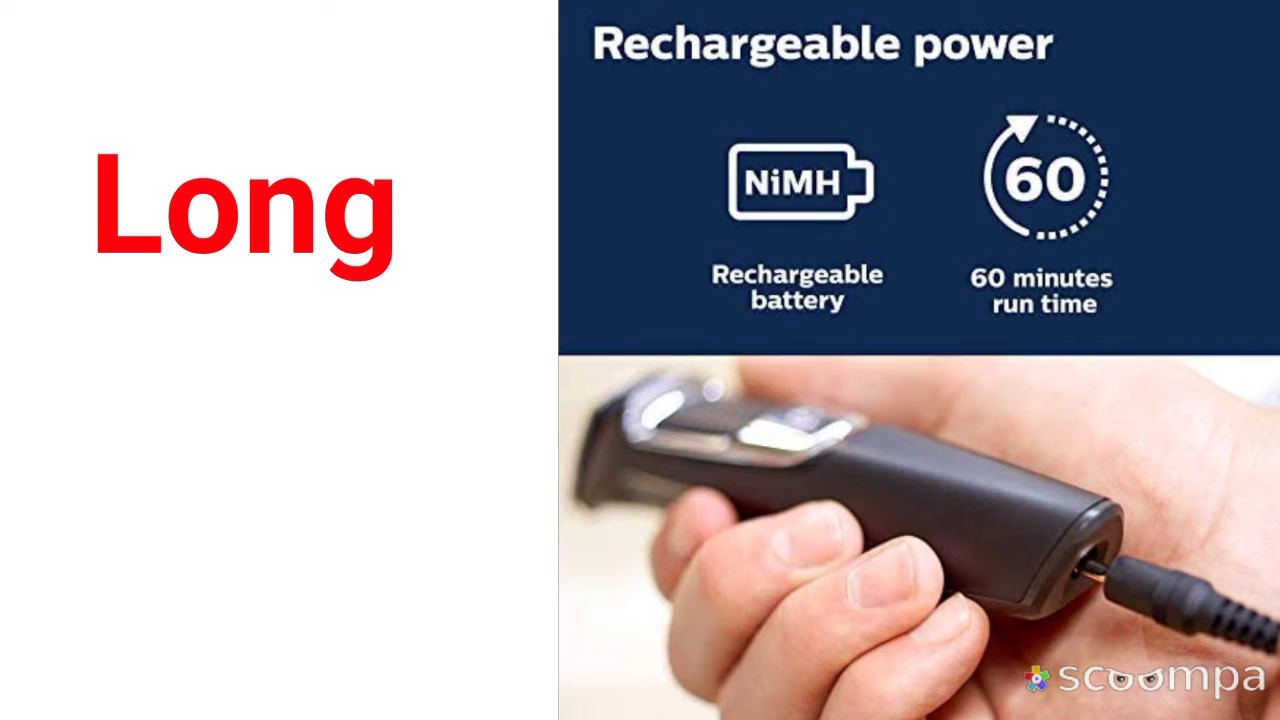 Long
Rechargeable power
NiMH
60
Rechargeable
battery
60 minutes
run time
scoompa